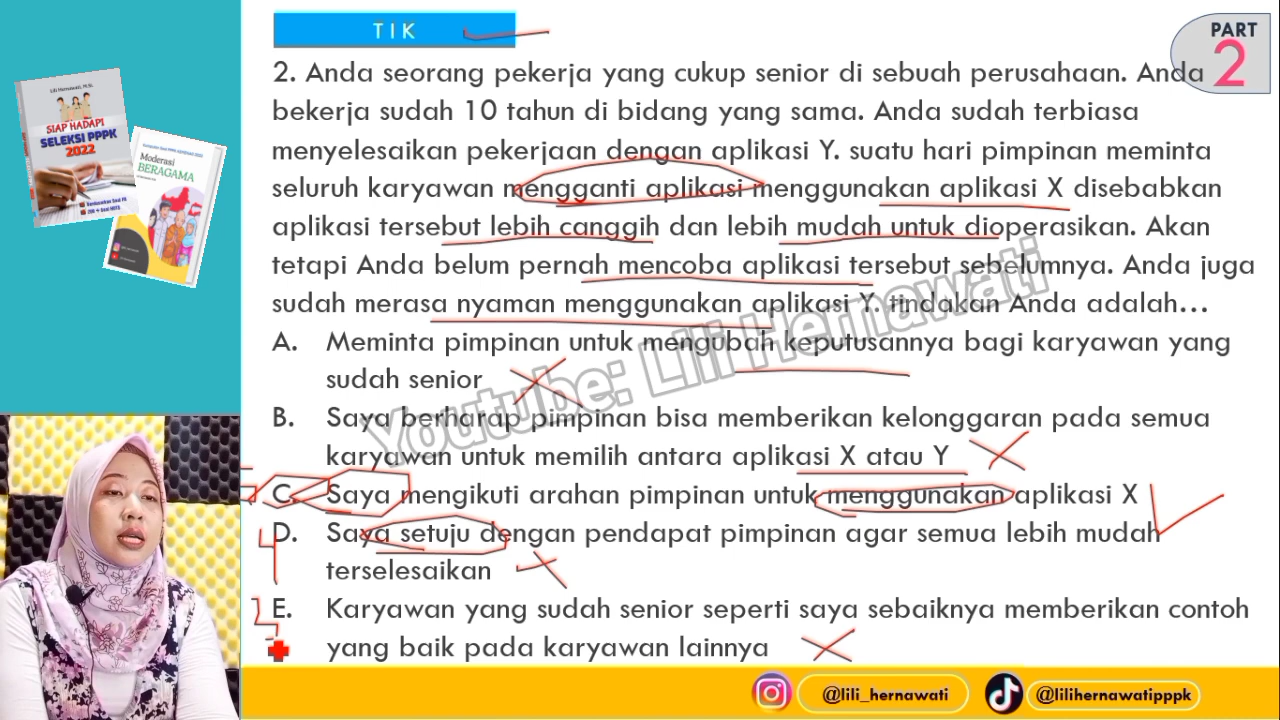 TIK
PART
2
2. Anda seorang pekerja yang cukup senior di sebuah perusahaan. Anda
bekerja sudah 10 tahun di bidang yang sama. Anda sudah terbiasa
menyelesaikan pekerjaan dengan aplikasi Y. suatu hari pimpinan meminta
seluruh karyawan mengganti aplikasi menggunakan aplikasi X disebabkan
aplikasi tersebut lebih canggih dan lebih mudah untuk dioperasikan. Akan
tetapi Anda belum pernah mencoba aplikasi tersebut sebelumnya. Anda juga
sudah merasa nyaman menggunakan aplikasi Y. tindakan Anda adalah...
A. Meminta pimpinan untuk mengubah keputusannya bagi karyawan yang
sudah senior
B. Saya berharap pimpinan bisa memberikan kelonggaran pada semua
karyawan untuk memilih antara aplikasi X atau Y
C. Saya mengikuti arahan pimpinan untuk menggunakan aplikasi X
D. Saya setuju dengan pendapat pimpinan agar semua lebih mudah
terselesaikan
E. Karyawan yang sudah senior seperti saya sebaiknya memberikan contoh
yang baik pada karyawan lainnya
4
Youtube: Lili Hernawati
Lili Hernawati, M.Si.
SIAP HADAPI
SELEKSI PPPK
2022
Moderasi
BERAGAMA
@lili_hernawati
@lilihernawatipppk